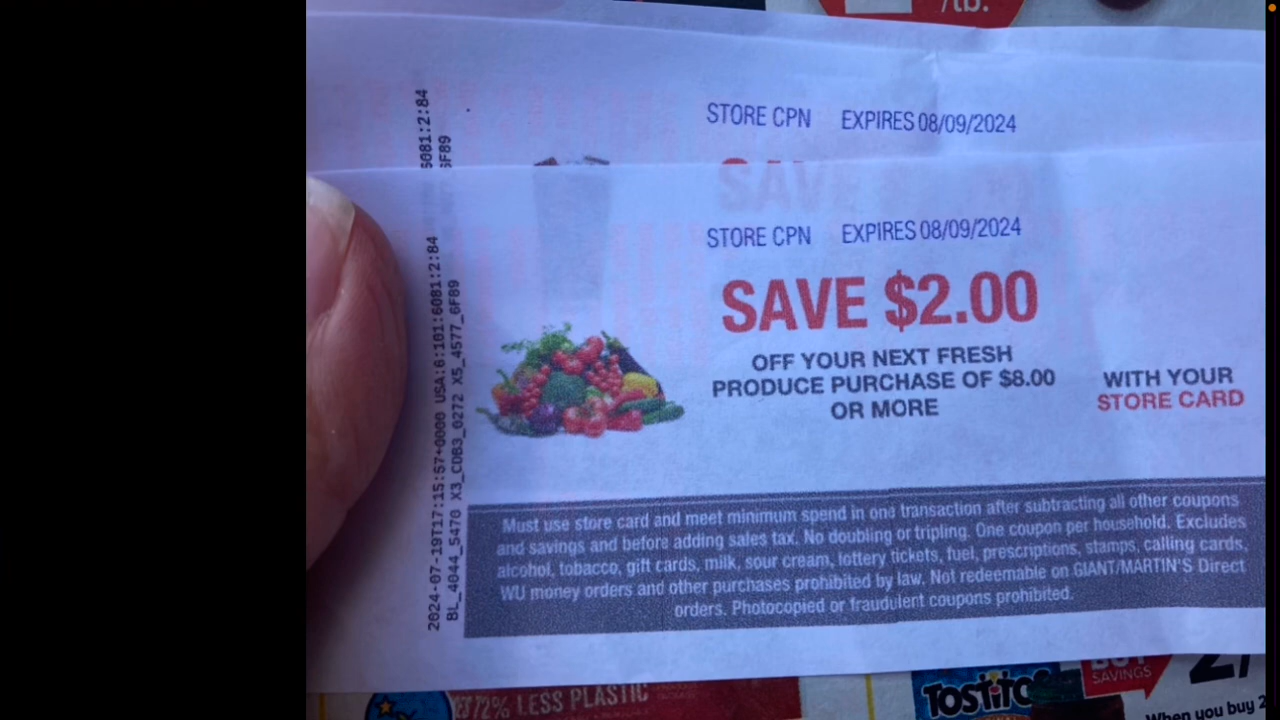 /lb.
STORE CPN EXPIRES 08/09/2024
SAVE
STORE CPN EXPIRES 08/09/2024
SAVE $2.00
OFF YOUR NEXT FRESH
PRODUCE PURCHASE OF $8.00
OR MORE
WITH YOUR
STORE CARD
Must use store card and meet minimum spend in one transaction after subtracting all other coupons
and savings and before adding sales tax. No doubling or tripling. One coupon per household. Excludes
alcohol, tobacco, gift cards, milk, sour cream, lottery tickets, fuel, prescriptions, stamps, calling cards,
WU money orders and other purchases prohibited by law. Not redeemable on GIANT/MARTIN'S Direct
orders. Photocopied or fraudulent coupons prohibited.
6081:2:84
6F89
2024-07-19T17:15:57+0000 USA:6:101:6081:2:84
BL_4044_5470 X3_CDB3_0272 X5_4577_6F89
72% LESS PLASTIC
TOSTITOS
BUY
SAVINGS
2/
When you buy 2